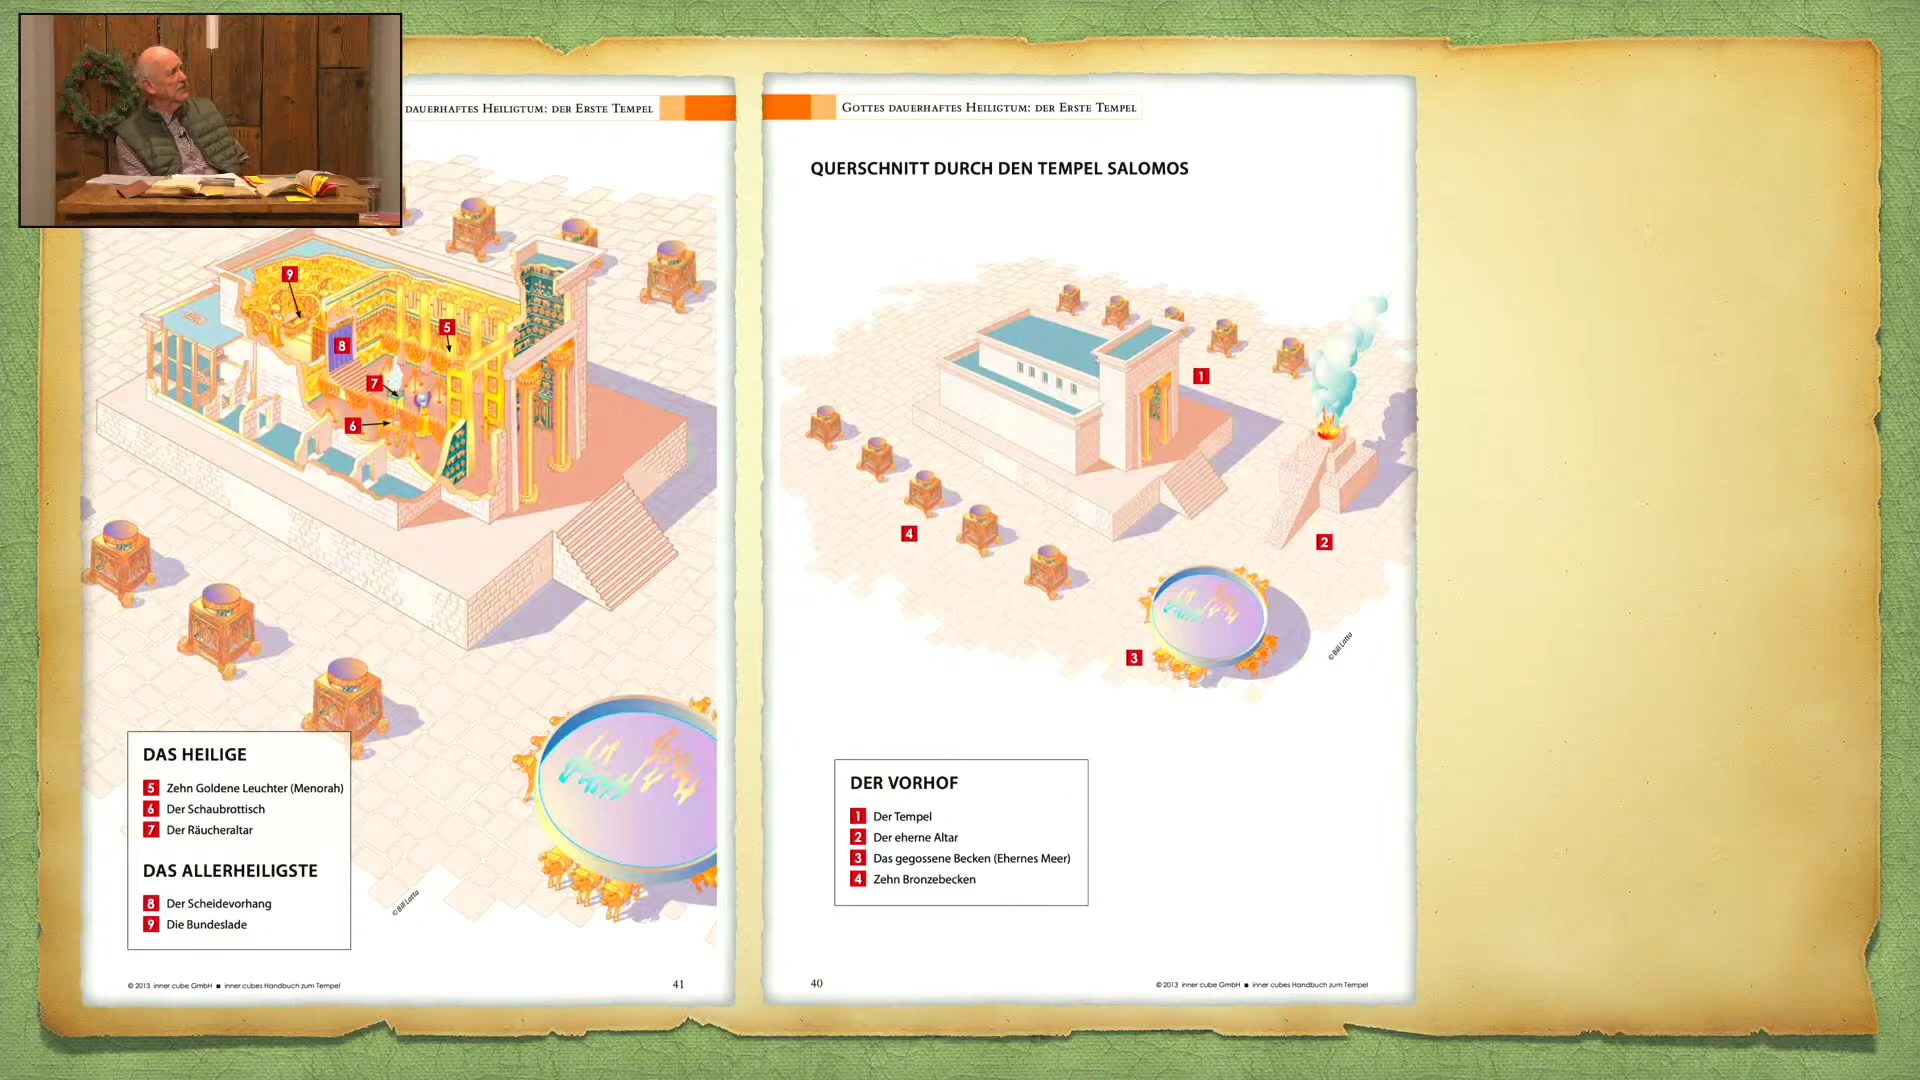 DAUERHAFTES HEILIGTUM: DER ERSTE TEMPEL
9
5
8
7
6
DAS HEILIGE
5 Zehn Goldene Leuchter (Menorah)
6 Der Schaubrottisch
7 Der Räucheraltar
DAS ALLERHEILIGSTE
8 Der Scheidevorhang
9 Die Bundeslade
© Bill Latta
© 2013 inner cube GmbH ■ inner cubes Handbuch zum Tempel
41
GOTTES DAUERHAFTES HEILIGTUM: DER ERSTE TEMPEL
QUERSCHNITT DURCH DEN TEMPEL SALOMOS
1
4
2
3
© Bill Latta
DER VORHOF
1 Der Tempel
2 Der eherne Altar
3 Das gegossene Becken (Ehernes Meer)
4 Zehn Bronzebecken
40
© 2013 inner cube GmbH ■ inner cubes Handbuch zum Tempel